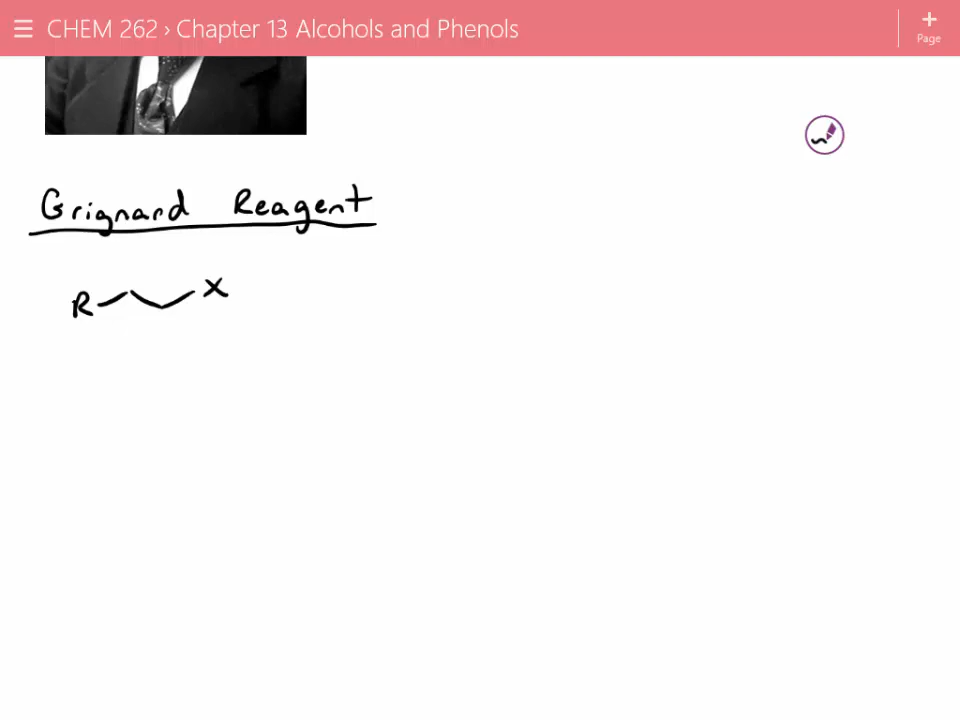 CHEM 262 › Chapter 13 Alcohols and Phenols
+
Page
Grignard Reagent
R X